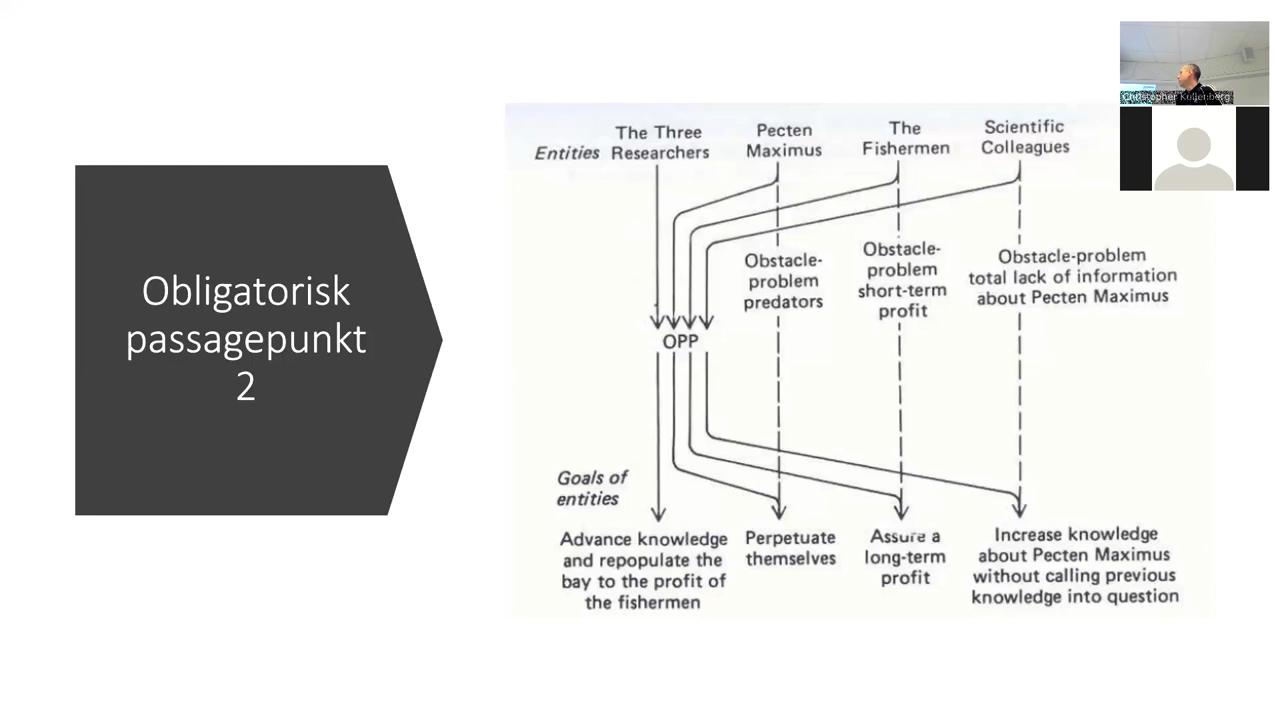 Obligatorisk
passagepunkt
2
Entities
The Three
Researchers
Pecten
Maximus
The
Fishermen
Scientific
Colleagues
Obstacle-
problem
predators
Obstacle-
problem
short-term
profit
Obstacle-problem
total lack of information
about Pecten Maximus
OPP
Goals of
entities
Advance knowledge
and repopulate the
bay to the profit of
the fishermen
Perpetuate
themselves
Assure a
long-term
profit
Increase knowledge
about Pecten Maximus
without calling previous
knowledge into question
Christopher Kullenberg